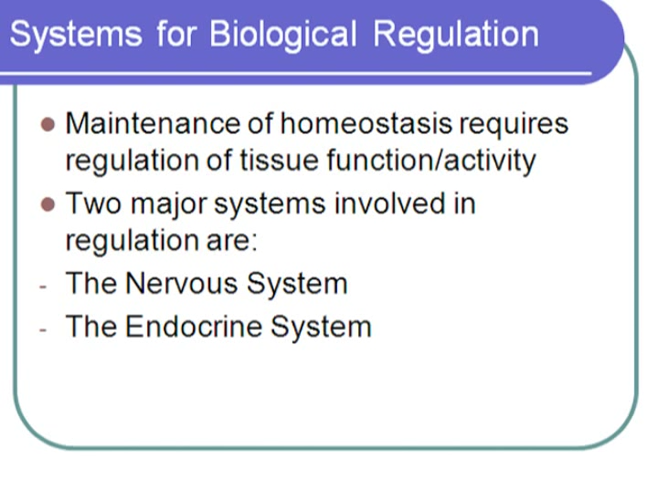 Systems for Biological Regulation
● Maintenance of homeostasis requires
regulation of tissue function/activity
● Two major systems involved in
regulation are:
- The Nervous System
- The Endocrine System